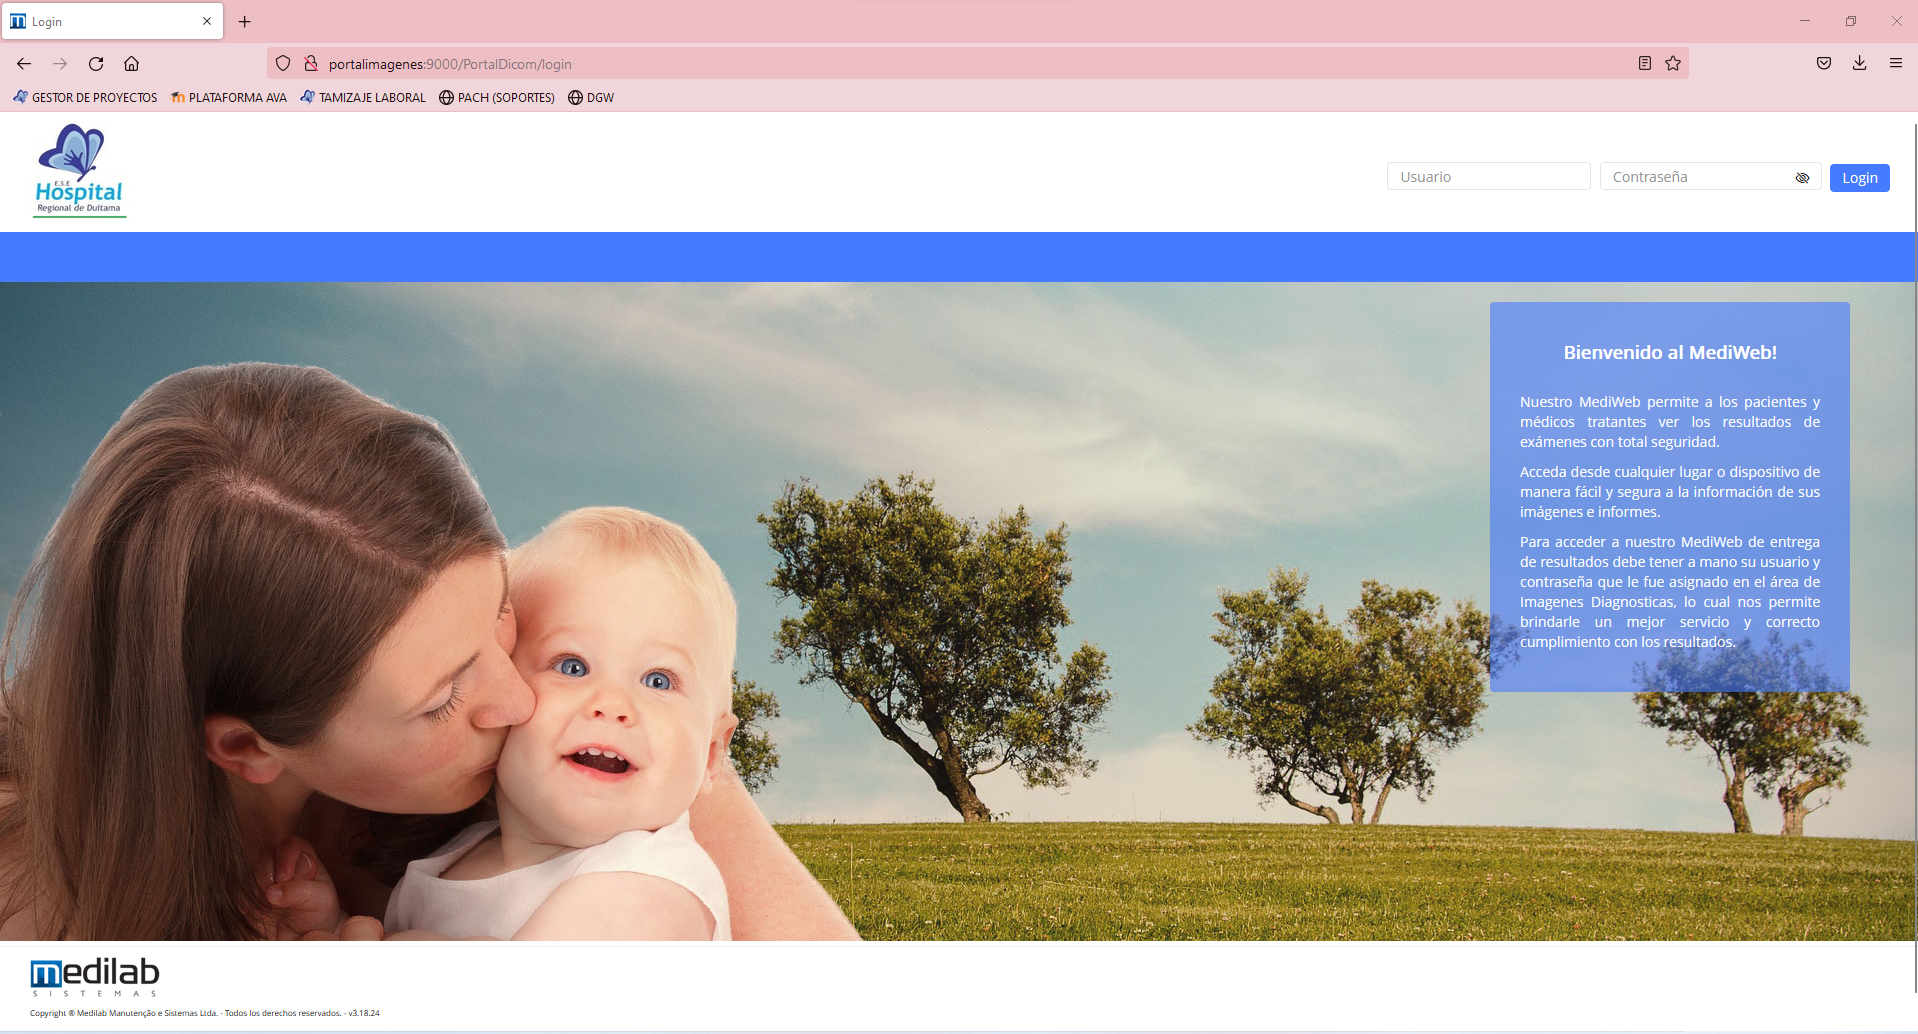 Login
portalimagenes:9000/PortalDicom/login
GESTOR DE PROYECTOS PLATAFORMA AVA TAMIZAJE LABORAL PACH (SOPORTES) DGW
E.S.E
Hospital
Regional de Duitama
Usuario Contraseña Login
Bienvenido al MediWeb!
Nuestro MediWeb permite a los pacientes y
médicos tratantes ver los resultados de
exámenes con total seguridad.
Acceda desde cualquier lugar o dispositivo de
manera fácil y segura a la información de sus
imágenes e informes.
Para acceder a nuestro MediWeb de entrega
de resultados debe tener a mano su usuario y
contraseña que le fue asignado en el área de
Imagenes Diagnosticas, lo cual nos permite
brindarle un mejor servicio y correcto
cumplimiento con los resultados.
medilab
SISTEMAS
Copyright ® Medilab Manutenção e Sistemas Ltda. - Todos los derechos reservados. - v3.18.24